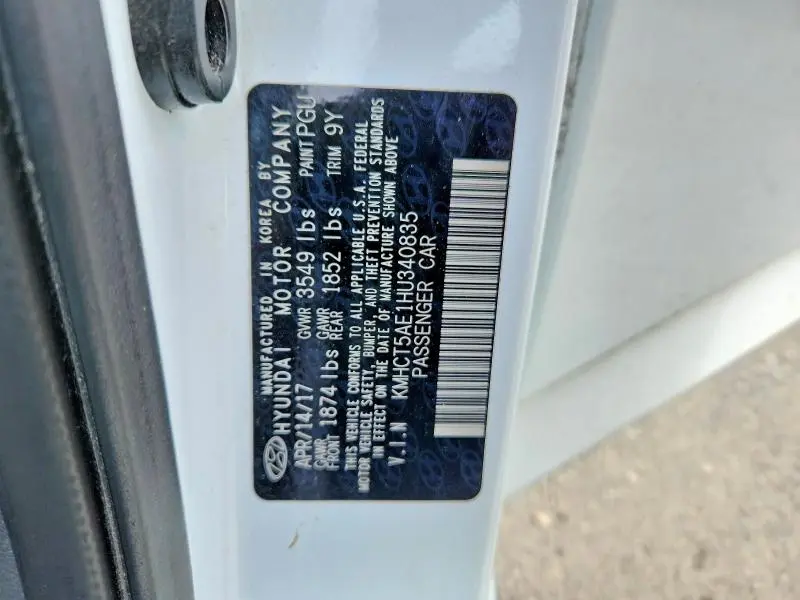 MANUFACTURED IN KOREA BY
HYUNDAI MOTOR COMPANY
APR/14/17 GVWR 3549 lbs PAINT PGU
GAWR FRONT 1874 lbs GAWR REAR 1852 lbs TRIM 9Y
THIS VEHICLE CONFORMS TO ALL APPLICABLE U.S.A. FEDERAL
MOTOR VEHICLE SAFETY, BUMPER, AND THEFT PREVENTION STANDARDS
IN EFFECT ON THE DATE OF MANUFACTURE SHOWN ABOVE
V.I.N KMHCT5AE1HU340835
PASSENGER CAR